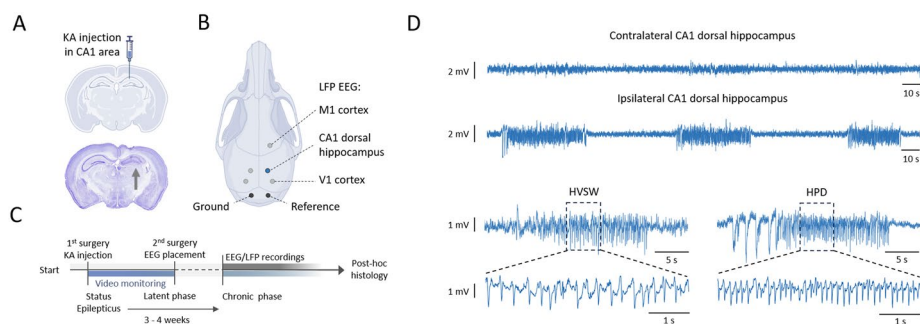 A
KA injection
in CA1 area
B
LFP EEG:
M1 cortex
CA1 dorsal
hippocampus
V1 cortex
Ground
Reference
C
1st surgery
KA injection
2nd surgery
EEG placement
EEG/LFP recordings
Start
Post-hoc
histology
Video monitoring
Status
Epilepticus
Latent phase
Chronic phase
3 - 4 weeks
D
Contralateral CA1 dorsal hippocampus
2 mV
10 s
Ipsilateral CA1 dorsal hippocampus
2 mV
10 s
HVSW
HPD
1 mV
5 s
5 s
1 mV
1 s
1 s